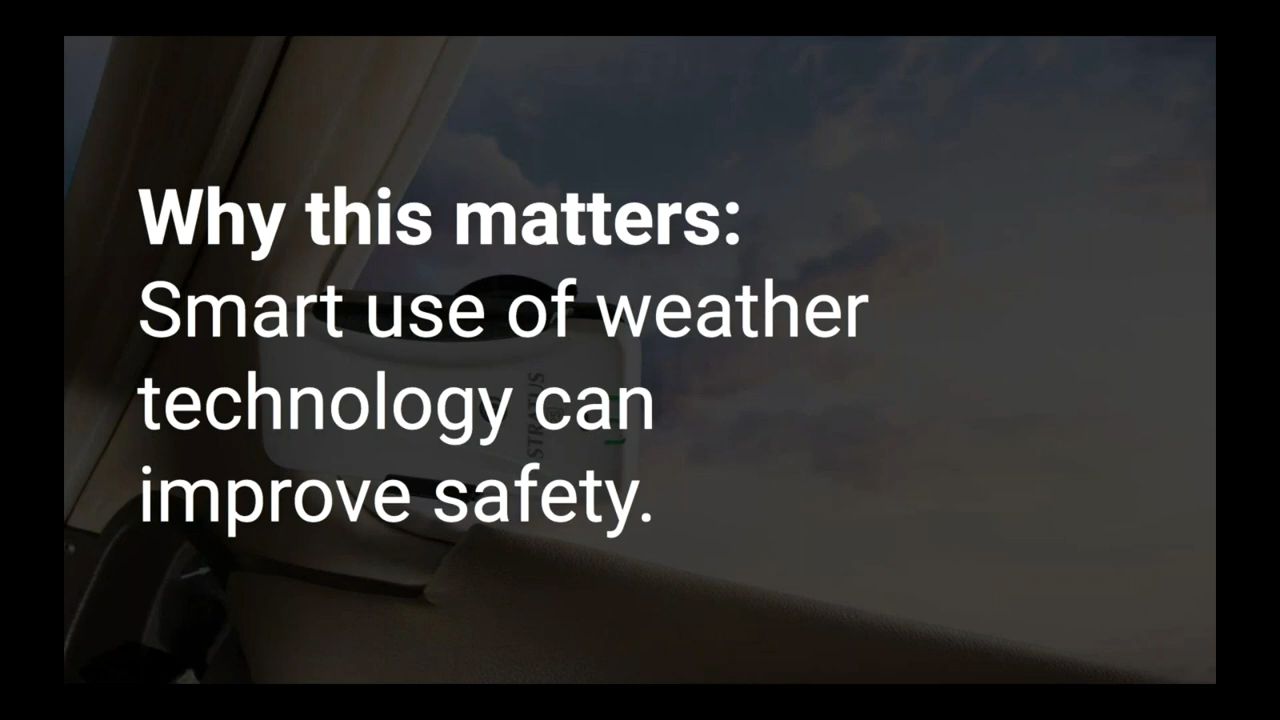 Why this matters:
Smart use of weather
technology can
improve safety.
STRATUS